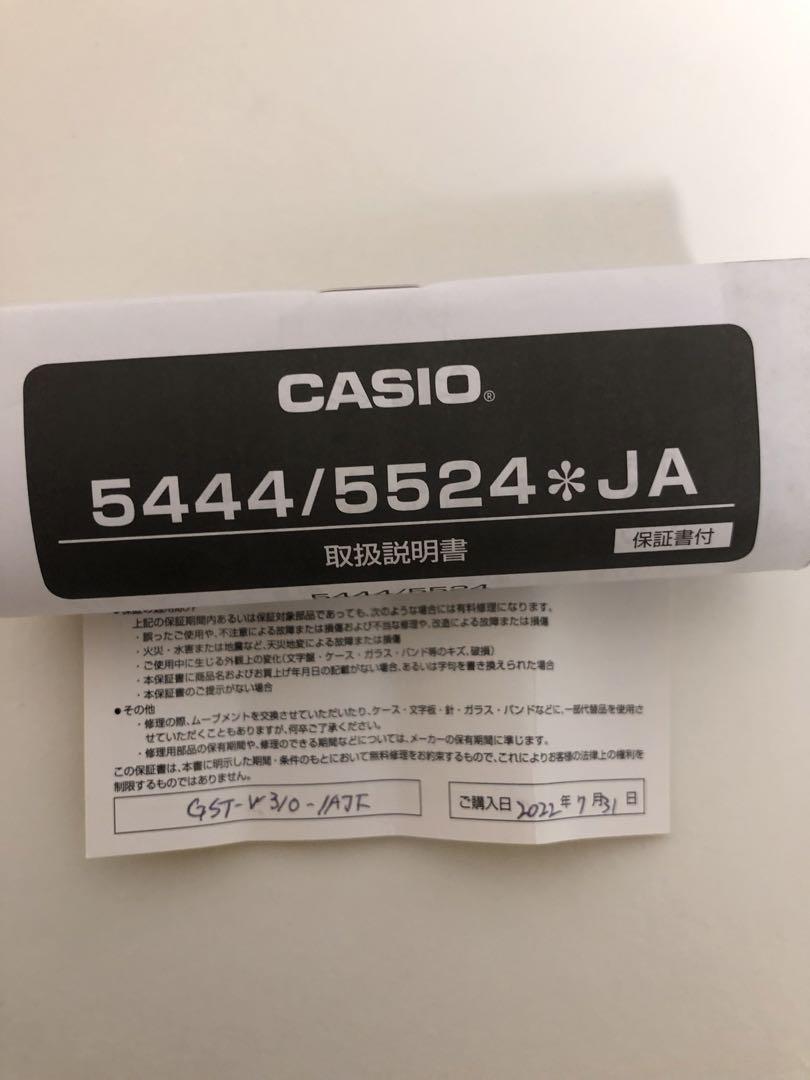 CASIO®
5444/5524＊JA
取扱説明書 保証書付
5444/5524
上記の保証期間内あるいは保証対象部品であっても、次のような場合には有料修理になります。
・誤ったご使用や、不注意による故障または損傷および不当な修理や、改造による故障または損傷
・火災・水害または地震など、天災地変による故障または損傷
・ご使用中に生じる外観上の変化(文字盤・ケース・ガラス・バンド等のキズ、破損)
・本保証書に商品名およびお買上げ年月日の記載がない場合、あるいは字句を書き換えられた場合
・本保証書のご提示がない場合
●その他
・修理の際、ムーブメントを交換させていただいたり、ケース・文字板・針・ガラス・バンドなどに、一部代替品を使用さ
せていただくこともありますが、何卒ご了承ください。
・修理用部品の保有期間や、修理のできる期間などについては、メーカーの保有期間に準じます。
この保証書は、本書に明示した期間・条件のもとにおいて無料修理をお約束するもので、これによりお客様の法律上の権利を
制限するものではありません。
GST-W310-1AJF ご購入日 2022年 7月31日